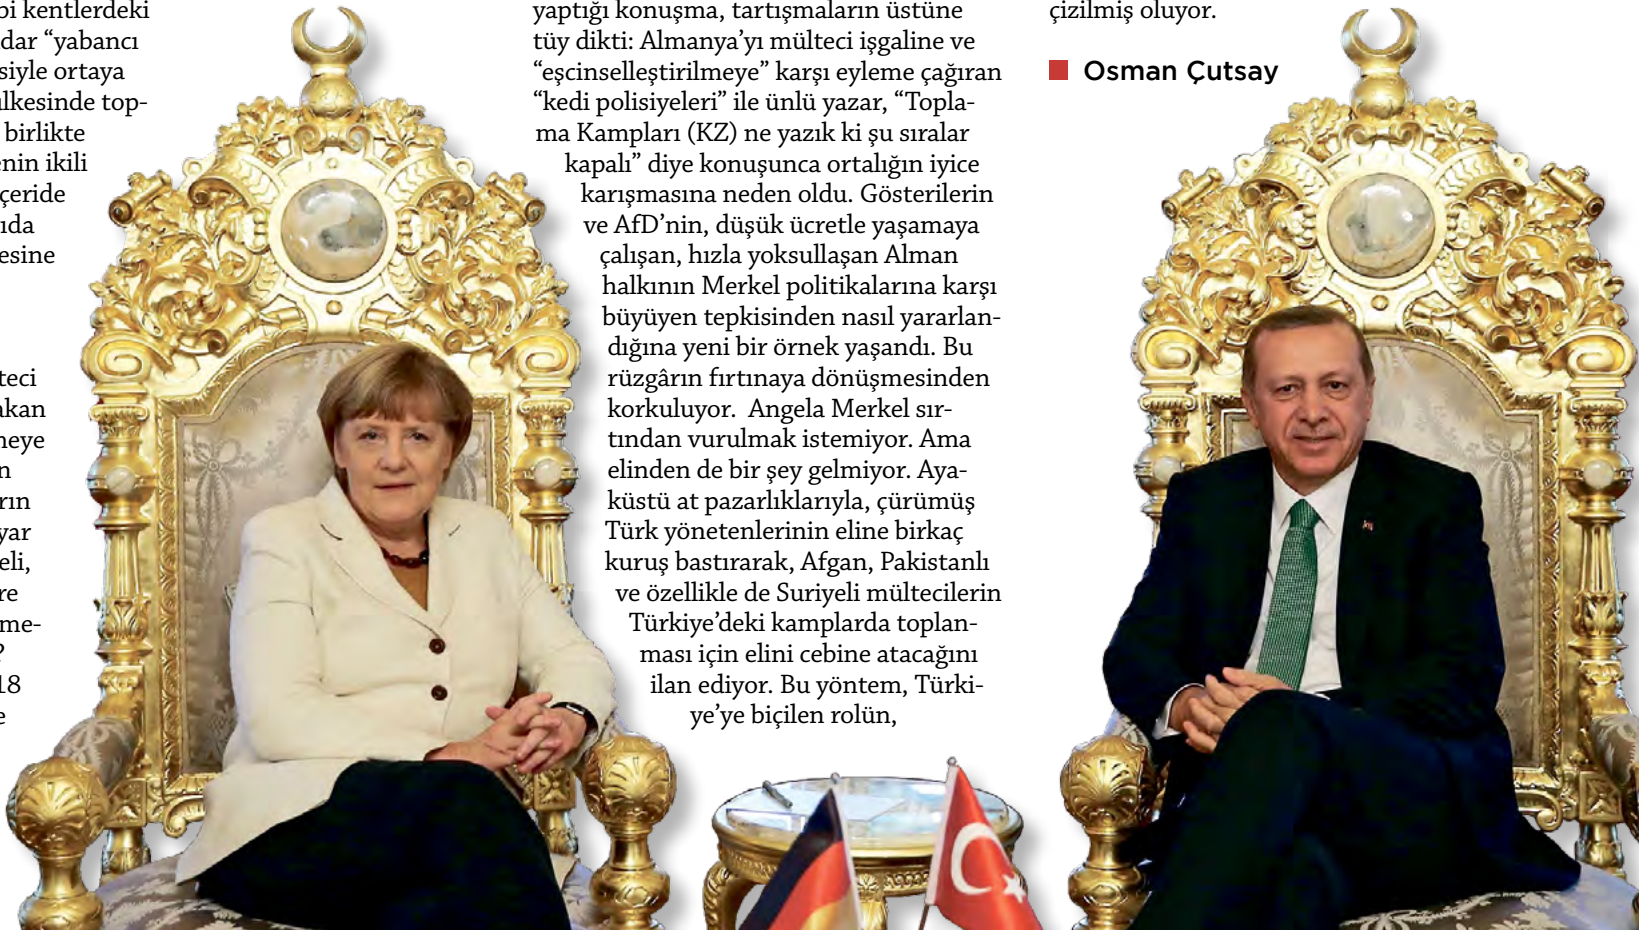 bi kentlerdeki
dar “yabancı
siyle ortaya
ülkesinde top-
birlikte
enin ikili
çeride
ıda
esine
teci
akan
meye
n
rın
yar
eli,
re
me-
?
18
e
yaptığı konuşma, tartışmaların üstüne
tüy dikti: Almanya’yı mülteci işgaline ve
“eşcinselleştirilmeye” karşı eyleme çağıran
“kedi polisiyeleri” ile ünlü yazar, “Topla-
ma Kampları (KZ) ne yazık ki şu sıralar
kapalı” diye konuşunca ortalığın iyice
karışmasına neden oldu. Gösterilerin
ve AfD’nin, düşük ücretle yaşamaya
çalışan, hızla yoksullaşan Alman
halkının Merkel politikalarına karşı
büyüyen tepkisinden nasıl yararlan-
dığına yeni bir örnek yaşandı. Bu
rüzgârın fırtınaya dönüşmesinden
korkuluyor. Angela Merkel sır-
tından vurulmak istemiyor. Ama
elinden de bir şey gelmiyor. Aya-
küstü at pazarlıklarıyla, çürümüş
Türk yönetenlerinin eline birkaç
kuruş bastırarak, Afgan, Pakistanlı
ve özellikle de Suriyeli mültecilerin
Türkiye’deki kamplarda toplan-
ması için elini cebine atacağını
ilan ediyor. Bu yöntem, Türki-
ye’ye biçilen rolün,
çizilmiş oluyor.
Osman Çutsay